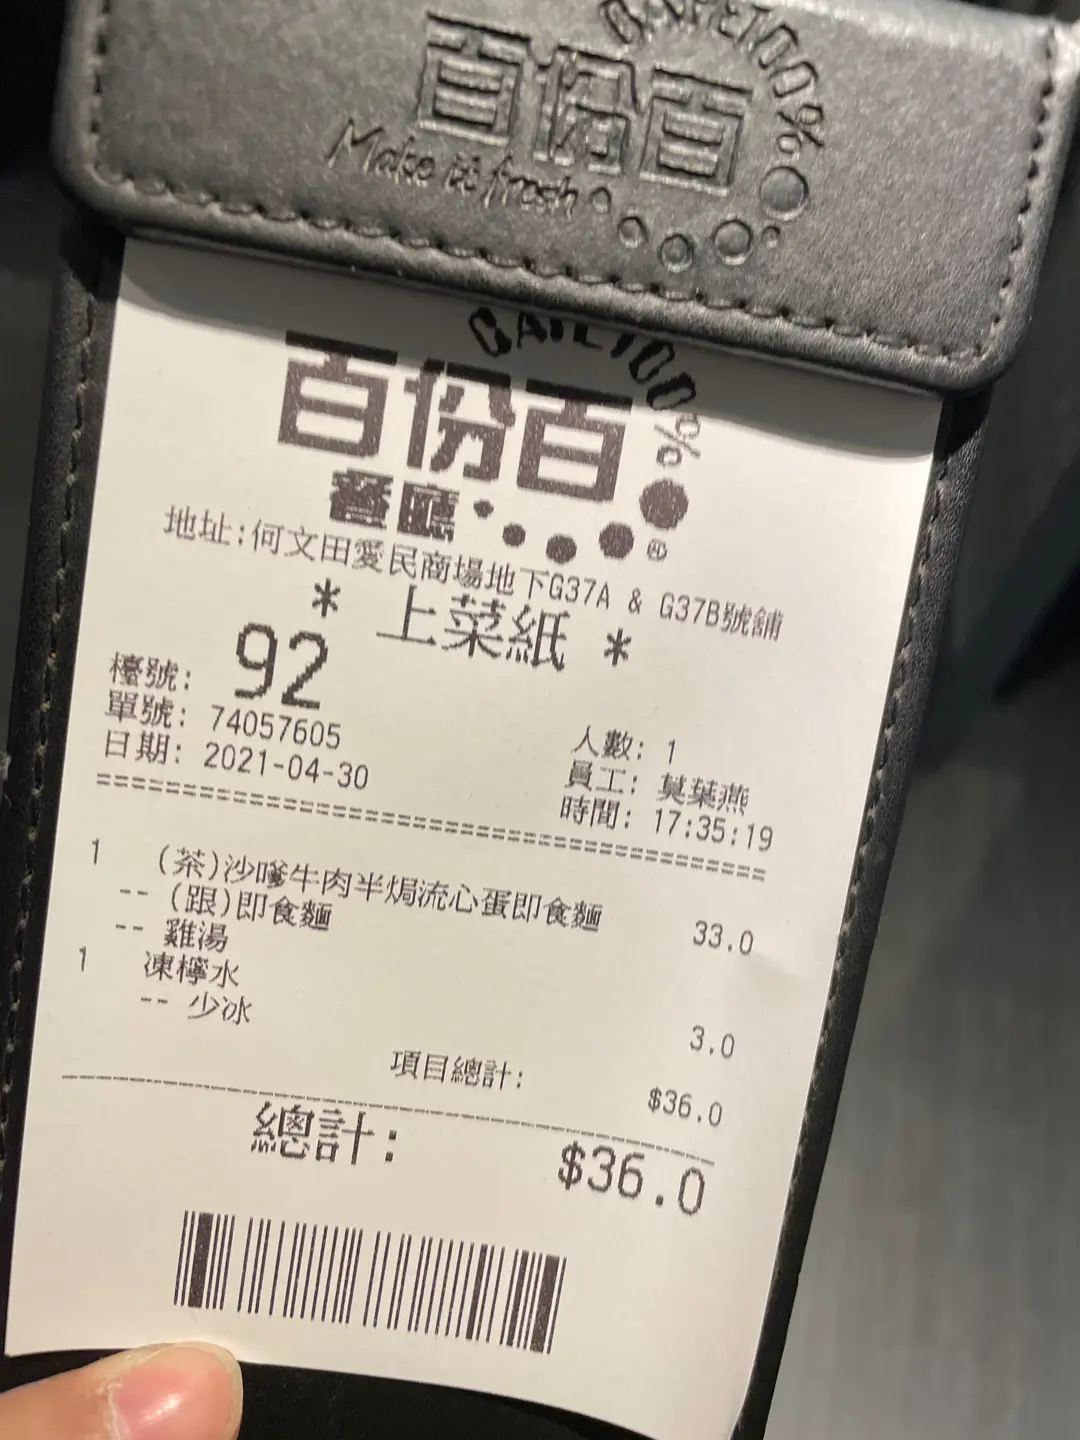 CAFE100%
百份百
Make it fresh
CAFE100%
百份百
餐廳
地址:何文田愛民商場地下G37A & G37B號舖
* 上菜紙 *
檯號: 92
單號: 74057605 人數: 1
日期: 2021-04-30 員工: 莫葉燕
時間: 17:35:19
1 (茶)沙嗲牛肉半焗流心蛋即食麵 33.0
-- (跟)即食麵
-- 雞湯
1 凍檸水 3.0
-- 少冰
項目總計: $36.0
總計: $36.0